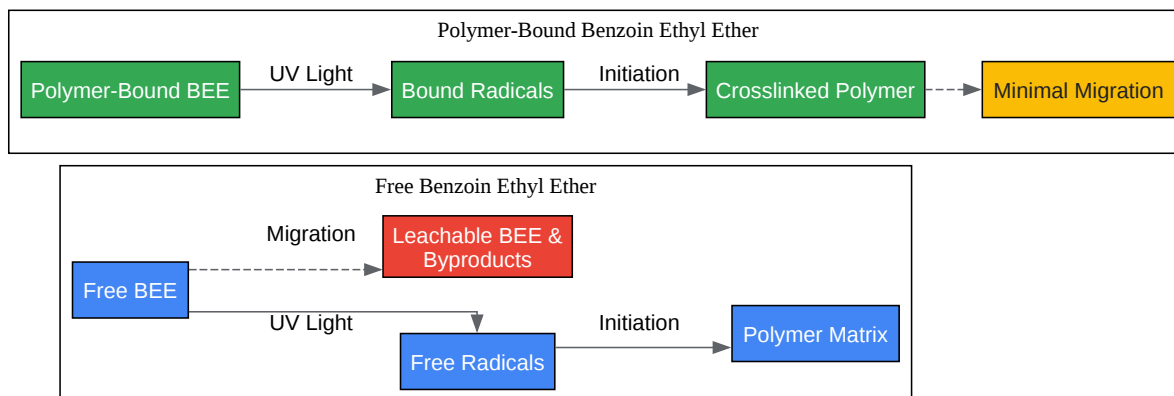 Polymer-Bound Benzoin Ethyl Ether
Polymer-Bound BEE
UV Light
Bound Radicals
Initiation
Crosslinked Polymer
Minimal Migration
Free Benzoin Ethyl Ether
Free BEE
Migration
Leachable BEE &
Byproducts
UV Light
Free Radicals
Initiation
Polymer Matrix